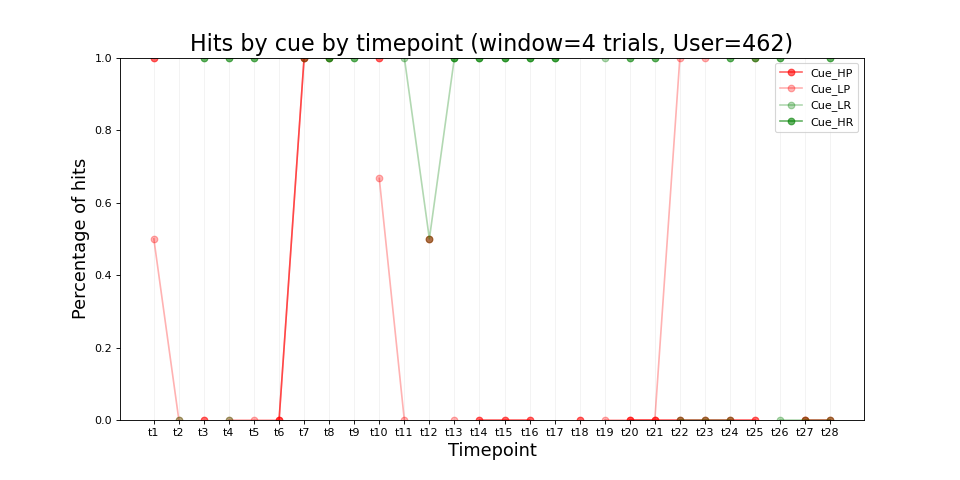 Hits by cue by timepoint (window=4 trials, User=462)
Percentage of hits
1.0
0.8
0.6
0.4
0.2
0.0
Cue_HP
Cue_LP
Cue_LR
Cue_HR
t1 t2 t3 t4 t5 t6 t7 t8 t9 t10 t11 t12 t13 t14 t15 t16 t17 t18 t19 t20 t21 t22 t23 t24 t25 t26 t27 t28
Timepoint